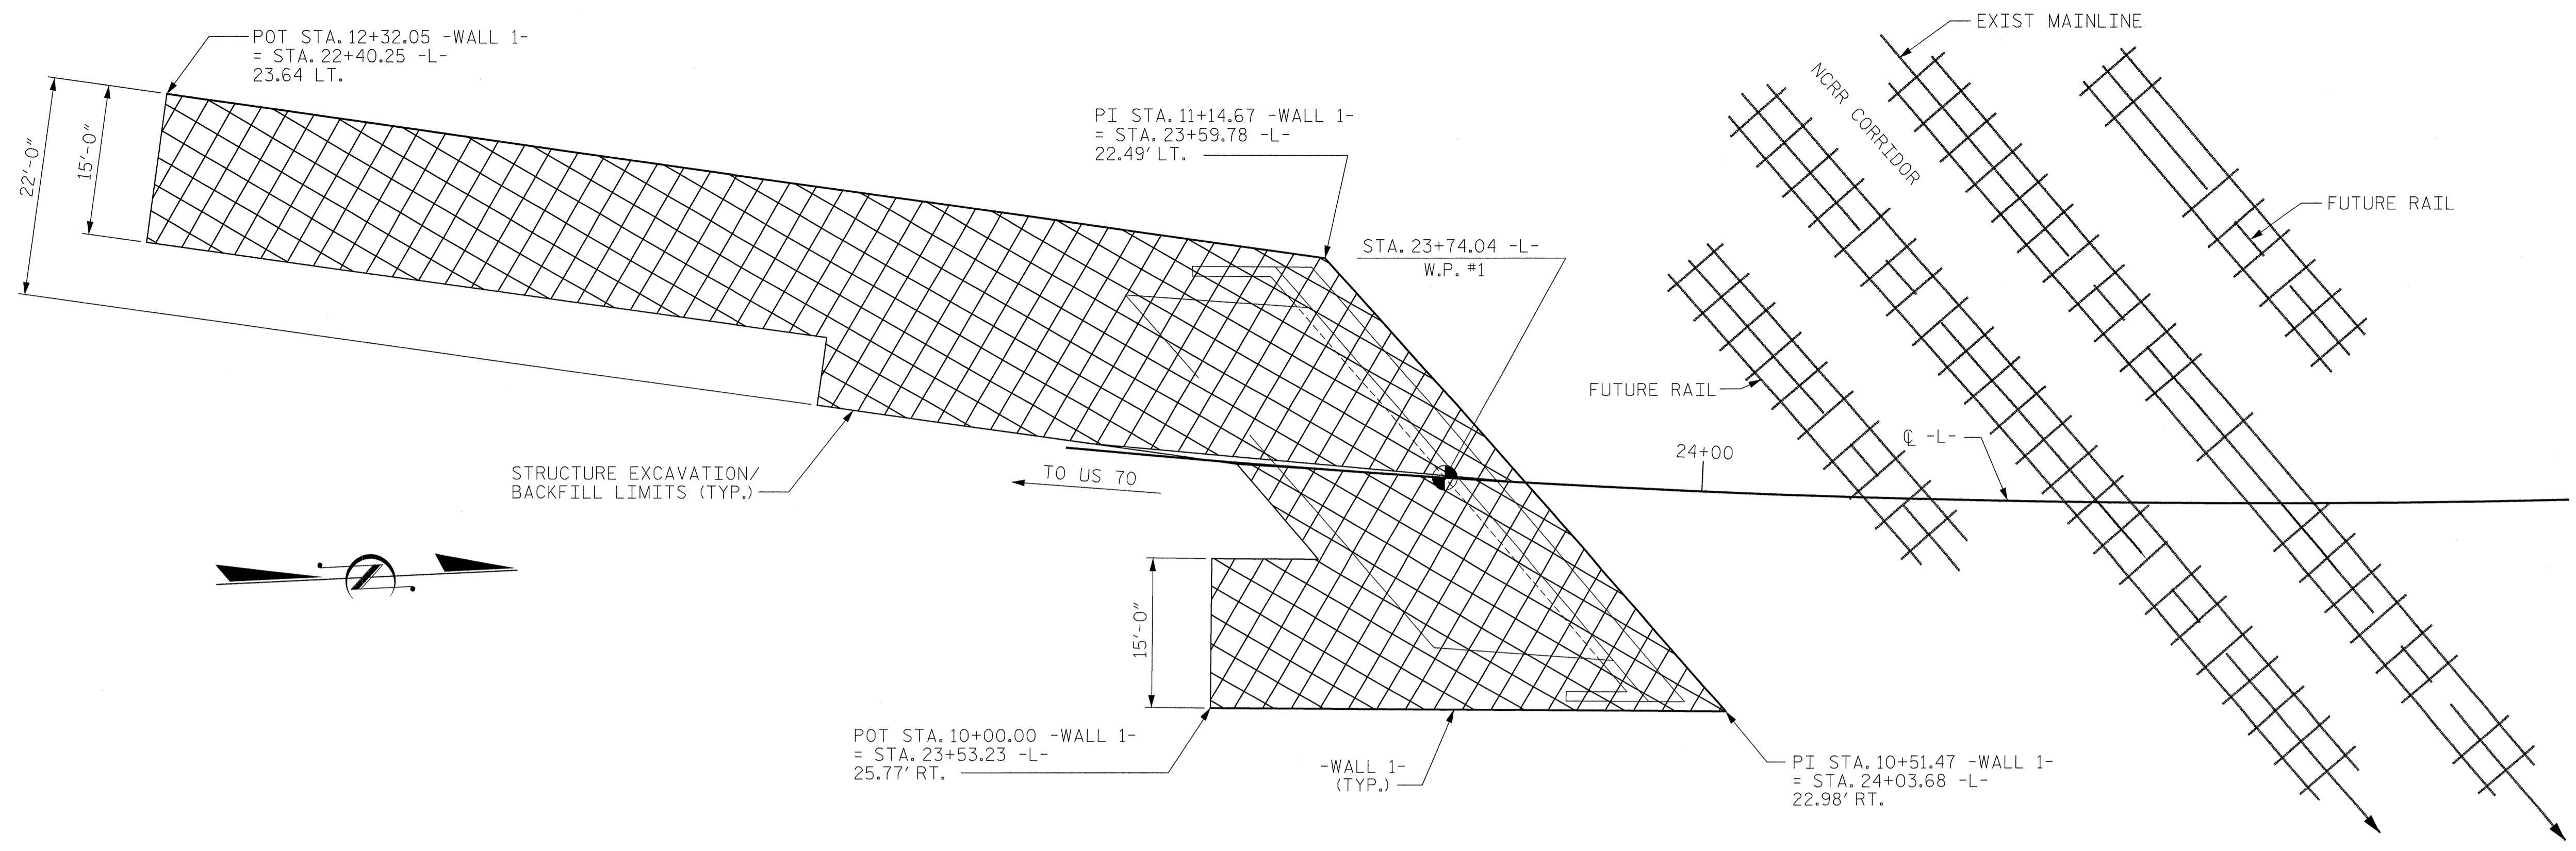 POT STA. 12+32.05 -WALL 1-
= STA. 22+40.25 -L-
23.64 LT.
EXIST MAINLINE
NCRR CORRIDOR
PI STA. 11+14.67 -WALL 1-
= STA. 23+59.78 -L-
22.49' LT.
22'-0"
15'-0"
FUTURE RAIL
STA. 23+74.04 -L-
W.P. #1
FUTURE RAIL
℄ -L-
24+00
STRUCTURE EXCAVATION/
BACKFILL LIMITS (TYP.)
TO US 70
Z
15'-0"
POT STA. 10+00.00 -WALL 1-
= STA. 23+53.23 -L-
25.77' RT.
-WALL 1-
(TYP.)
PI STA. 10+51.47 -WALL 1-
= STA. 24+03.68 -L-
22.98' RT.